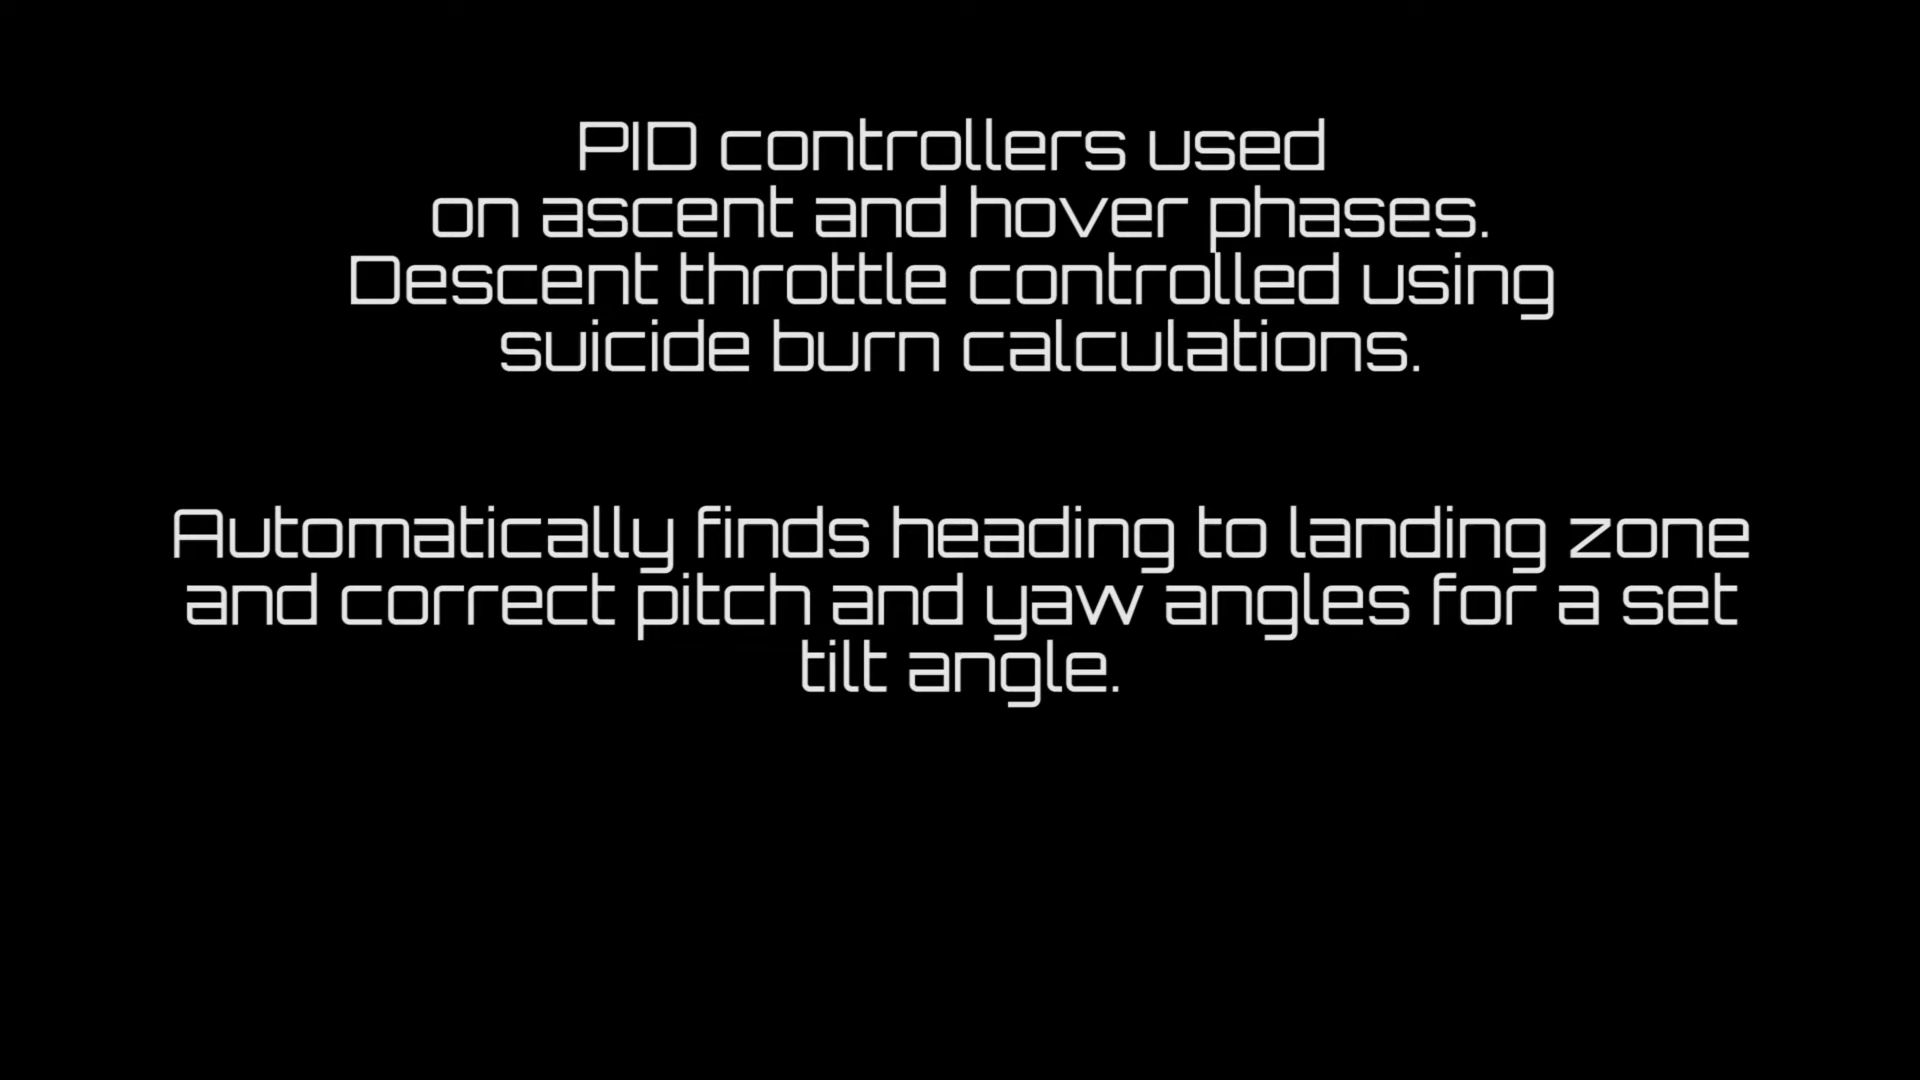 PID controllers used
on ascent and hover phases.
Descent throttle controlled using
suicide burn calculations.
Automatically finds heading to landing zone
and correct pitch and yaw angles for a set
tilt angle.